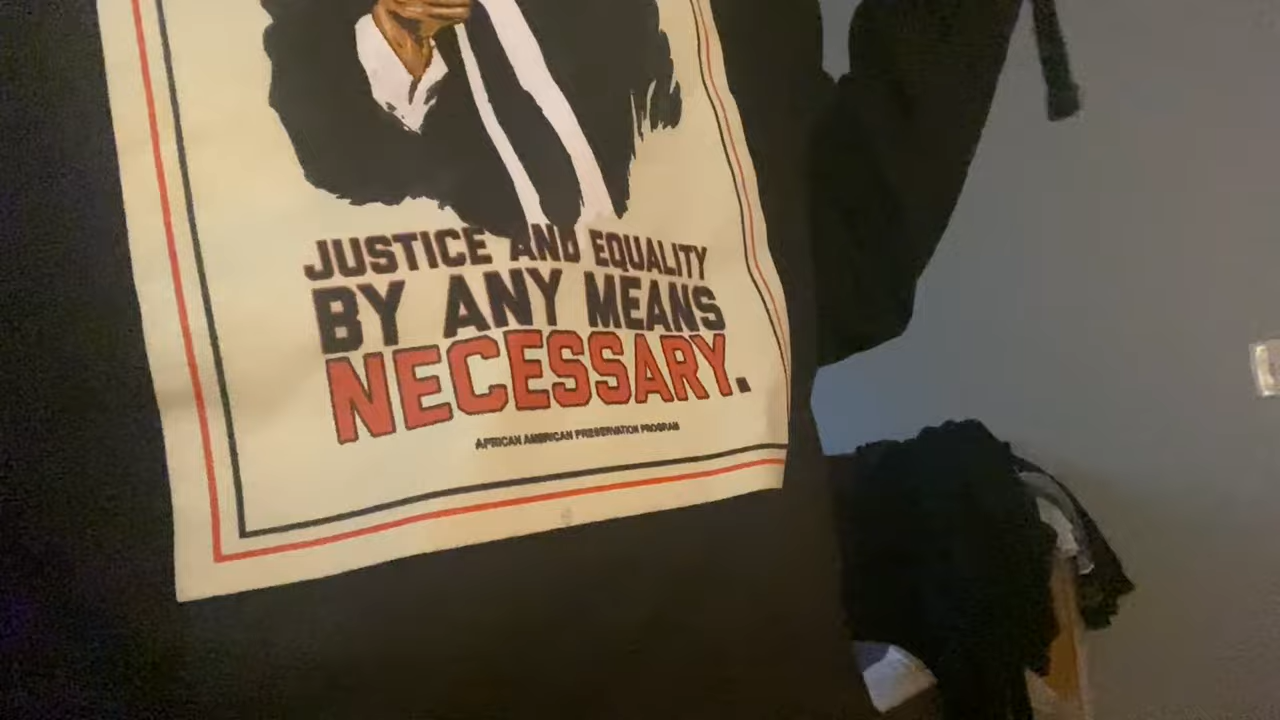 JUSTICE AND EQUALITY
BY ANY MEANS
NECESSARY.
AFRICAN AMERICAN PRESERVATION PROGRAM